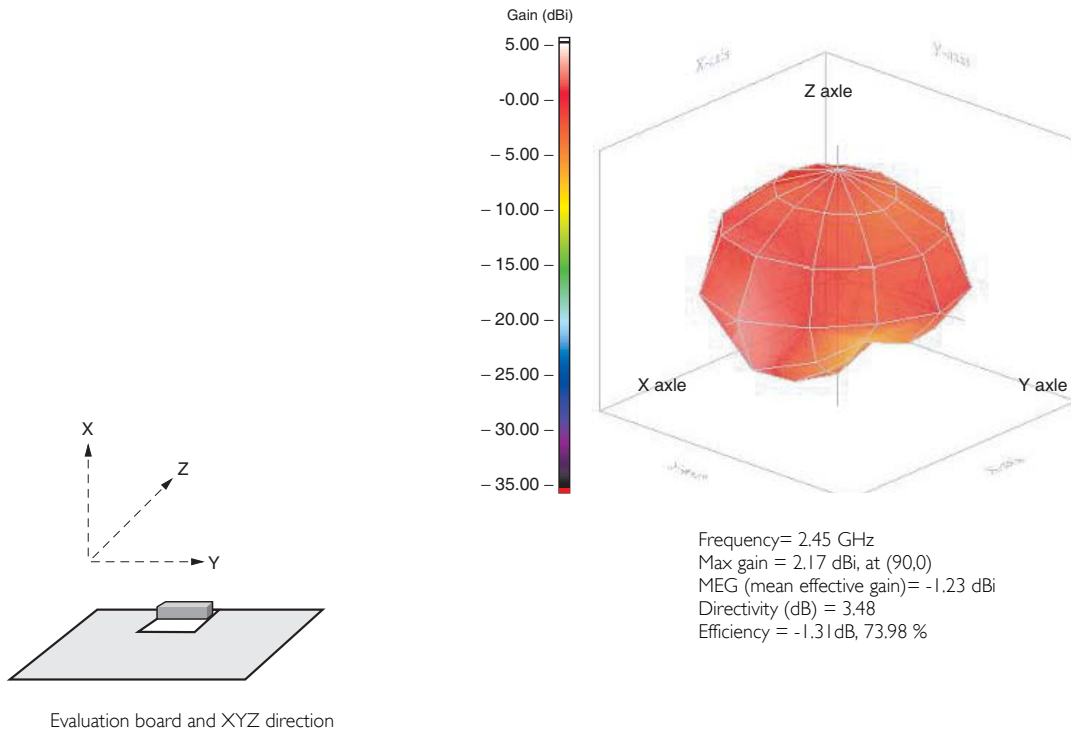 Gain (dBi)
5.00
-0.00
– 5.00
– 10.00
– 15.00
– 20.00
– 25.00
– 30.00
– 35.00
X-axis
Y-axis
Z axle
X axle
Y axle
X
Z
Y
Frequency= 2.45 GHz
Max gain = 2.17 dBi, at (90,0)
MEG (mean effective gain)= -1.23 dBi
Directivity (dB) = 3.48
Efficiency = -1.31dB, 73.98 %
Evaluation board and XYZ direction